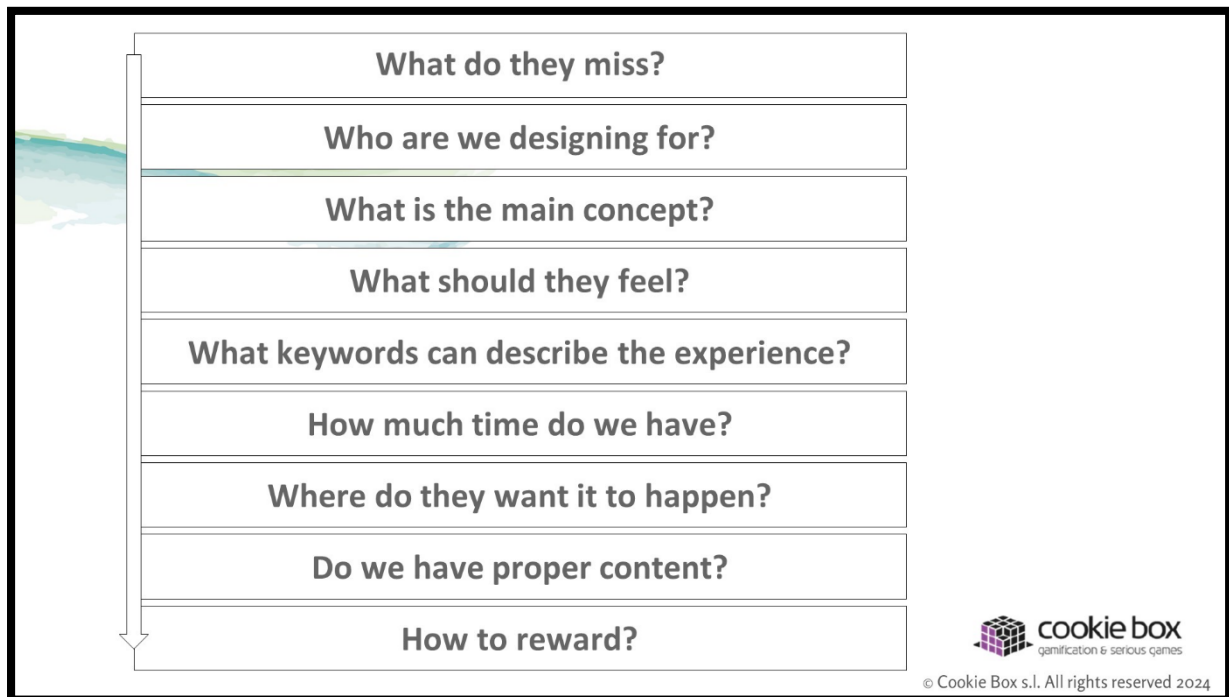 What do they miss?
Who are we designing for?
What is the main concept?
What should they feel?
What keywords can describe the experience?
How much time do we have?
Where do they want it to happen?
Do we have proper content?
How to reward?
cookie box
gamification & serious games
© Cookie Box s.l. All rights reserved 2024